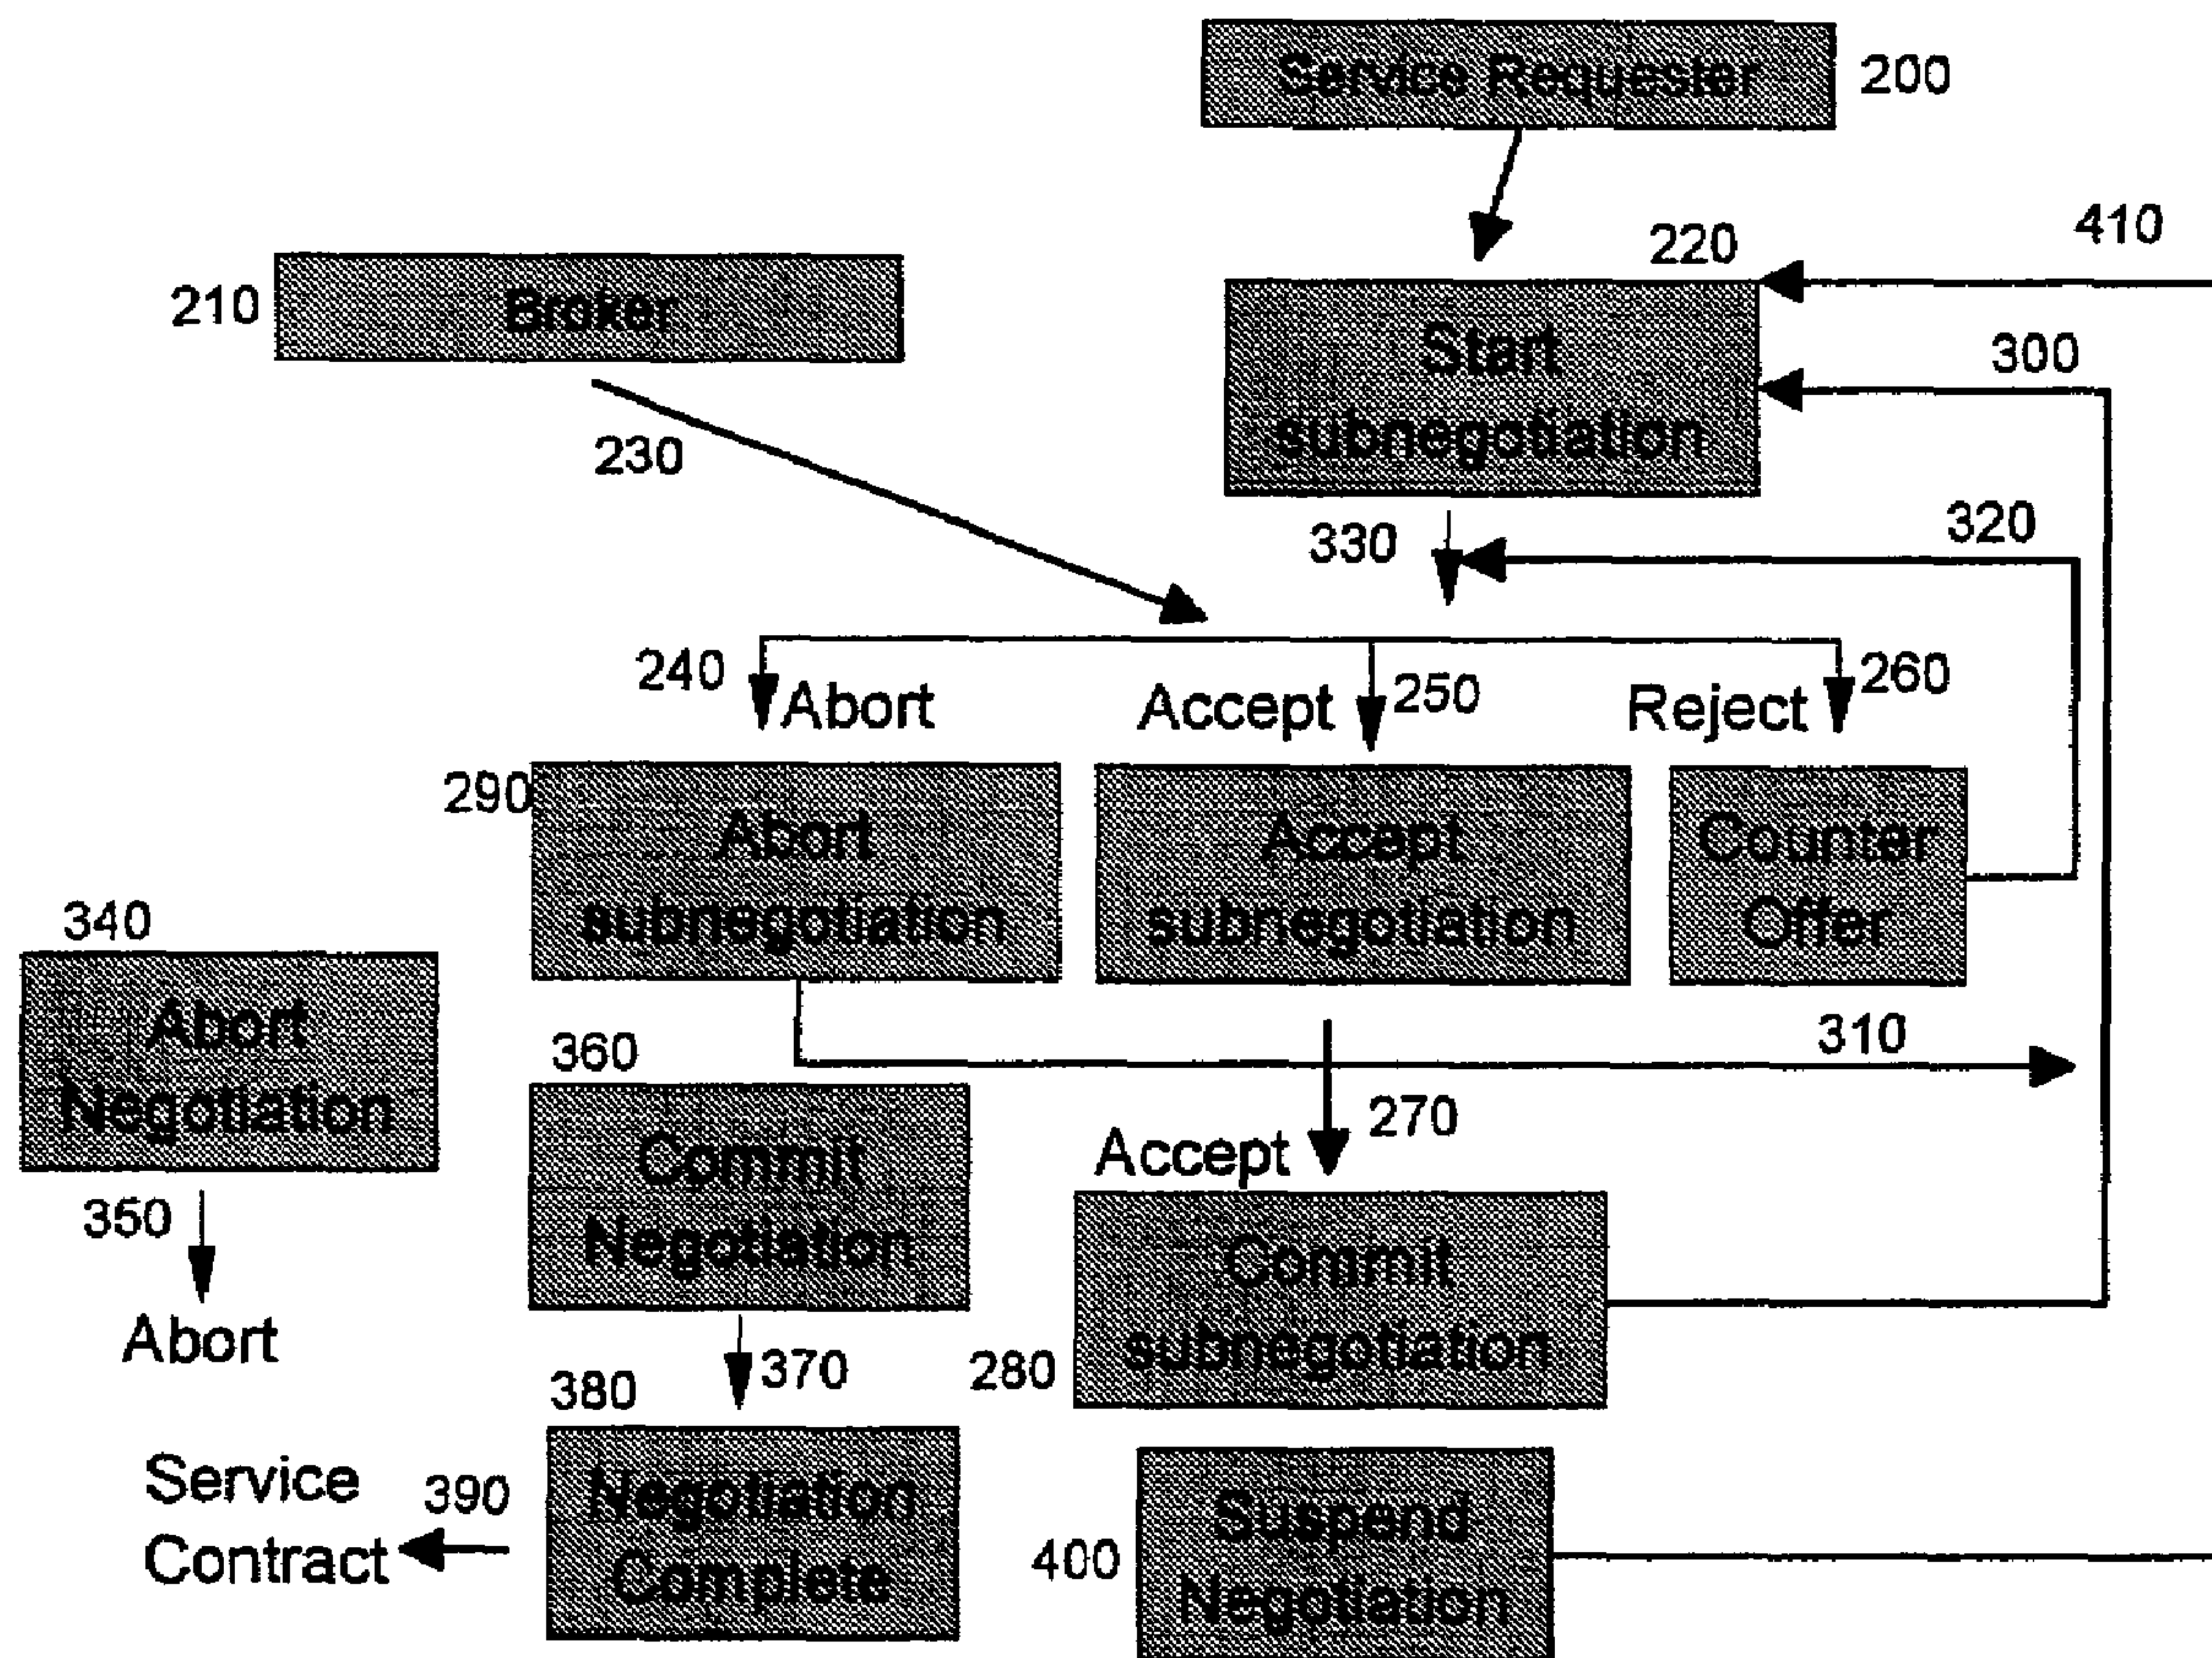 Service Requester
200
410
220
210
Broker
Start
subnegotiation
300
230
330
320
240
Abort
Accept
250
Reject
260
290
Abort
subnegotiation
Accept
subnegotiation
Counter
Offer
340
Abort
Negotiation
360
310
Commit
Negotiation
270
Accept
350
Abort
Commit
subnegotiation
280
370
380
Service
Contract
390
Negotiation
Complete
Suspend
Negotiation
400